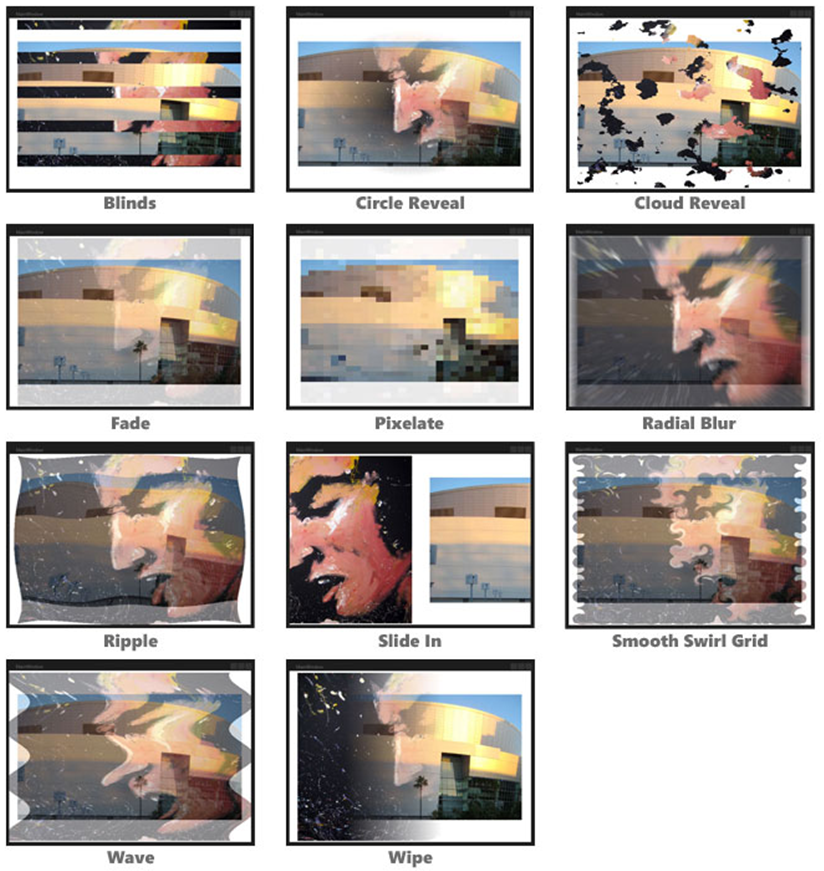 Blinds
Circle Reveal
Cloud Reveal
Fade
Pixelate
Radial Blur
Ripple
Slide In
Smooth Swirl Grid
Wave
Wipe